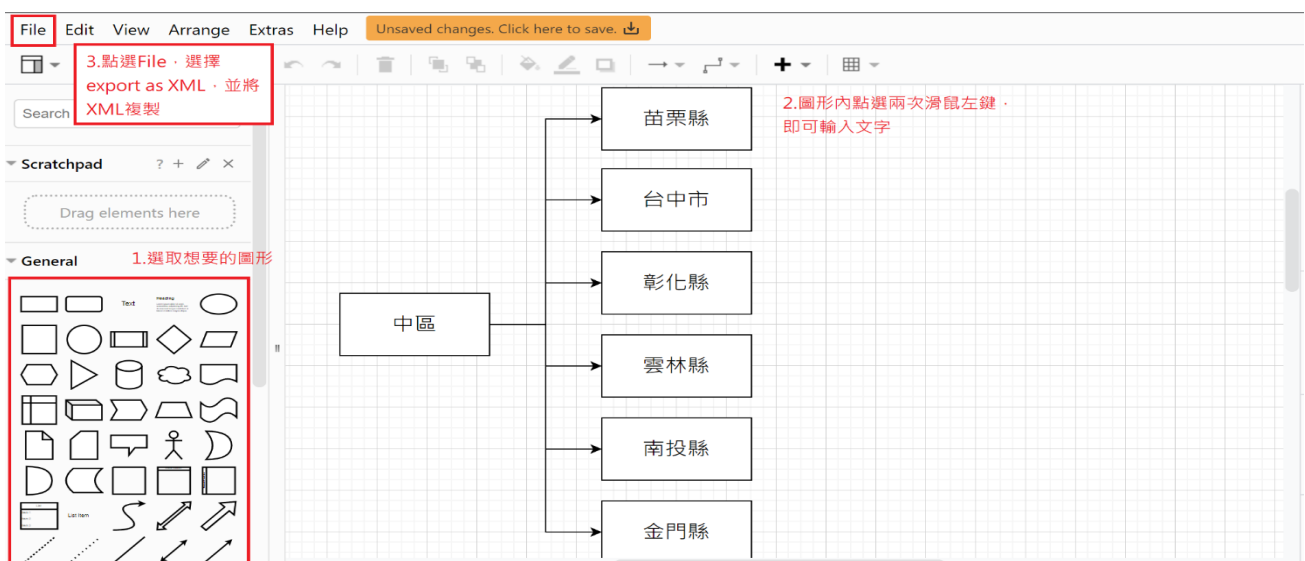 File Edit View Arrange Extras Help Unsaved changes. Click here to save.
3.點選File，選擇
export as XML，並將
XML複製
Search
2.圖形內點選兩次滑鼠左鍵，
即可輸入文字
Scratchpad ? + ×
Drag elements here
General
1.選取想要的圖形
Text
List Item
中區
苗栗縣
台中市
彰化縣
雲林縣
南投縣
金門縣